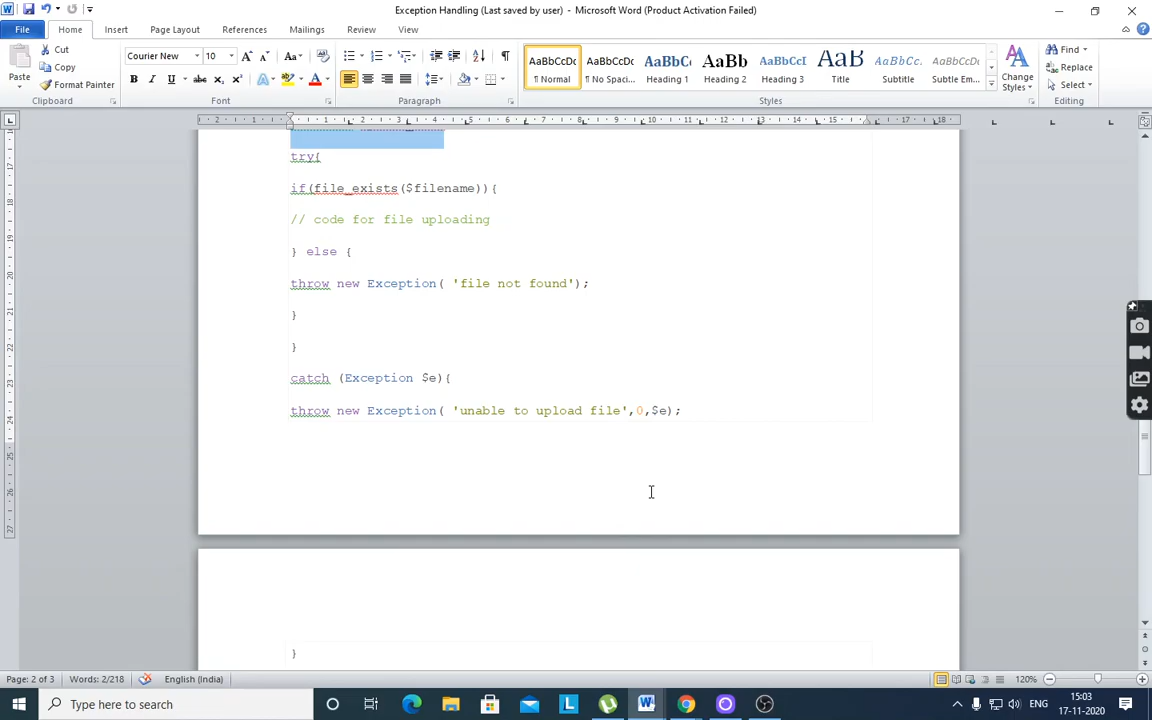 Exception Handling (Last saved by user) - Microsoft Word (Product Activation Failed)
File Home Insert Page Layout References Mailings Review View
Paste
Cut
Copy
Format Painter
Clipboard
Courier New 10
Font
Paragraph
AaBbCcDc AaBbCcDc AaBbC AaBbCc AaBbCcI AaB AaBbCcI AaBbCcDc
¶ Normal ¶ No Spaci... Heading 1 Heading 2 Heading 3 Title Subtitle Subtle Em...
Styles
Change Styles
Find
Replace
Select
Editing
try{
if(file_exists($filename)){
// code for file uploading
} else {
throw new Exception( 'file not found');
}
}
catch (Exception $e){
throw new Exception( 'unable to upload file',0,$e);
}
Page: 2 of 3 Words: 2/218 English (India) 120%
Type here to search
ENG
15:03
17-11-2020